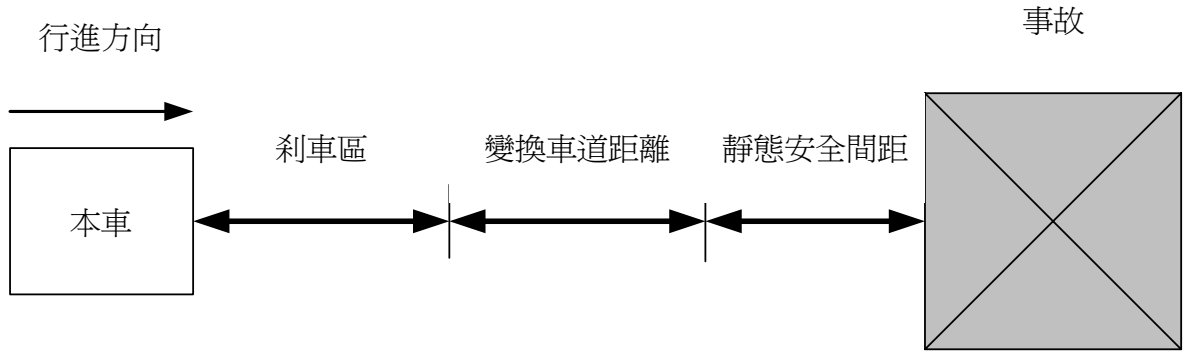 事故
行進方向
剎車區
變換車道距離
靜態安全間距
本車